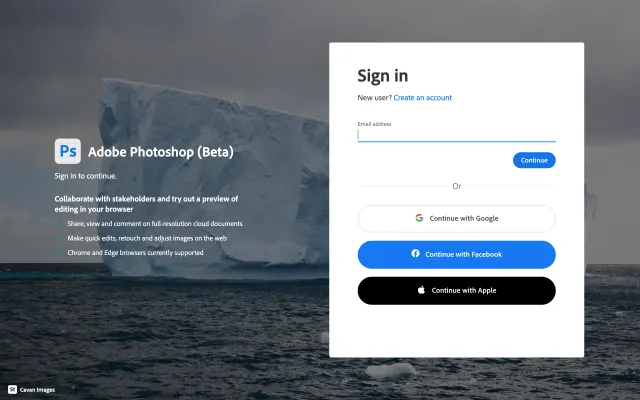 Ps Adobe Photoshop (Beta)
Sign in to continue.
Collaborate with stakeholders and try out a preview of
editing in your browser
Share, view and comment on full-resolution cloud documents
Make quick edits, retouch and adjust images on the web
Chrome and Edge browsers currently supported
Sign in
New user? Create an account
Email address
Continue
Or
Continue with Google
Continue with Facebook
Continue with Apple
St Cavan Images